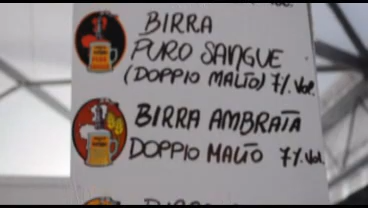 BIRRA
PURO SANGUE
(DOPPIO MALTO) 7% Vol.
BIRRA AMBRATA
DOPPIO MALTO 7% Vol.